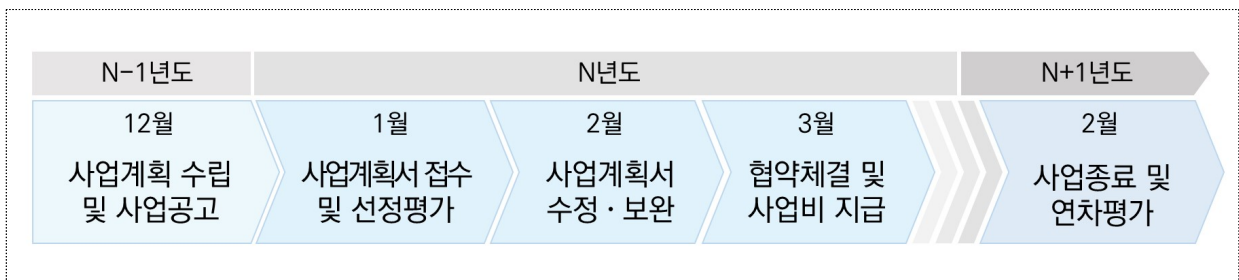 N-1년도
N년도
N+1년도
12월
사업계획 수립
및 사업공고
1월
사업계획서 접수
및 선정평가
2월
사업계획서
수정 · 보완
3월
협약체결 및
사업비 지급
2월
사업종료 및
연차평가